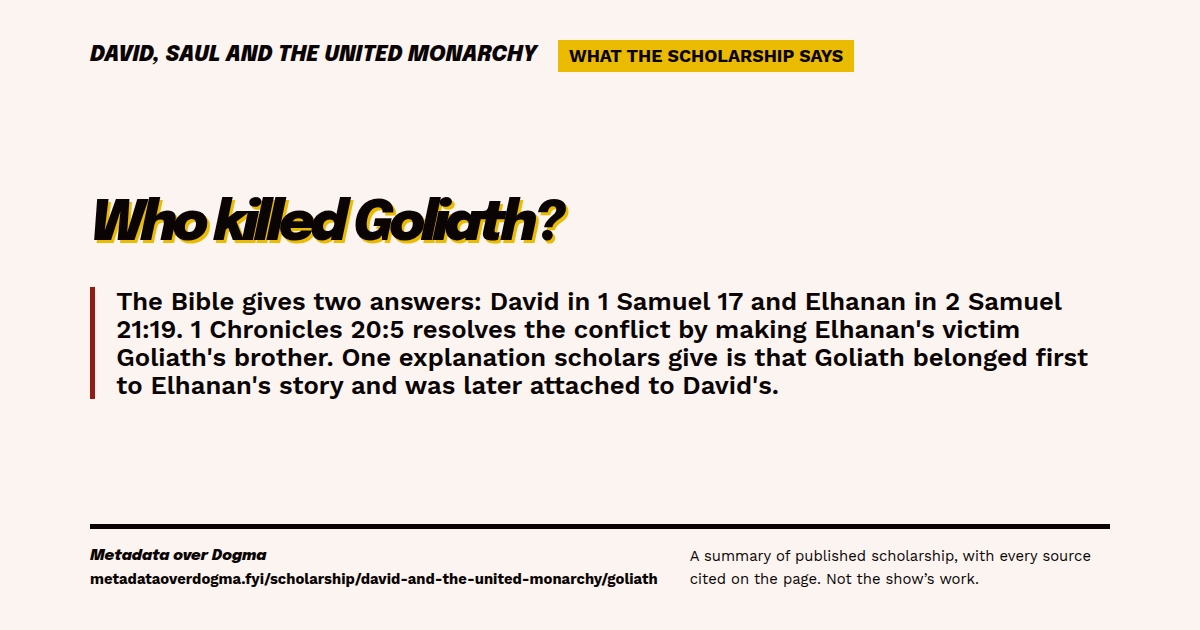 DAVID, SAUL AND THE UNITED MONARCHY
WHAT THE SCHOLARSHIP SAYS
Who killed Goliath?
The Bible gives two answers: David in 1 Samuel 17 and Elhanan in 2 Samuel
21:19. 1 Chronicles 20:5 resolves the conflict by making Elhanan's victim
Goliath's brother. One explanation scholars give is that Goliath belonged first
to Elhanan's story and was later attached to David's.
Metadata over Dogma
metadataoverdogma.fyi/scholarship/david-and-the-united-monarchy/goliath
A summary of published scholarship, with every source
cited on the page. Not the show’s work.